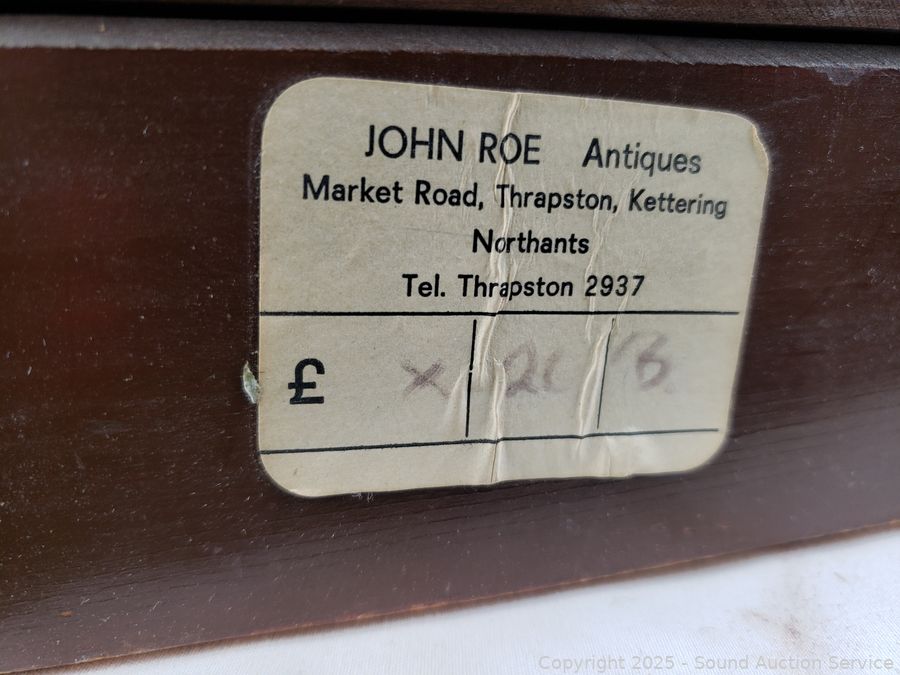 JOHN ROE Antiques
Market Road, Thrapston, Kettering
Northants
Tel. Thrapston 2937
£ x
Copyright 2025 - Sound Auction Service